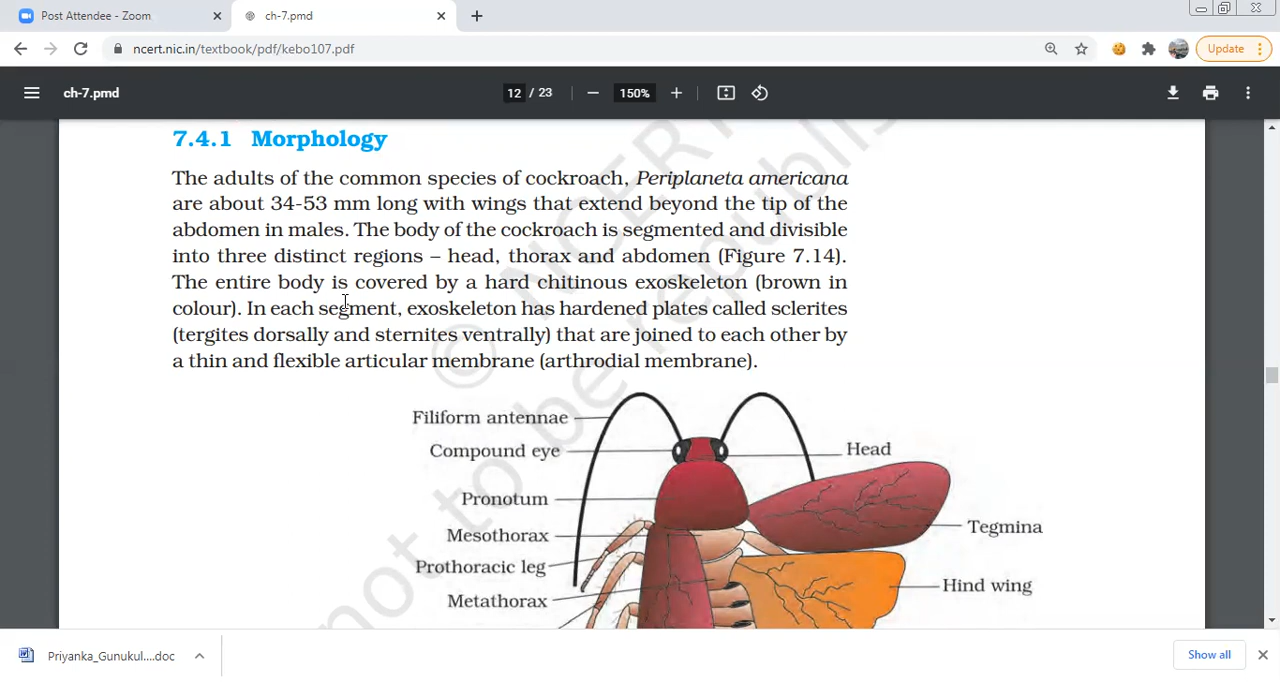 Post Attendee - Zoom
ch-7.pmd
ncert.nic.in/textbook/pdf/kebo107.pdf
Update
ch-7.pmd
12 / 23
150%
7.4.1 Morphology
The adults of the common species of cockroach, Periplaneta americana
are about 34-53 mm long with wings that extend beyond the tip of the
abdomen in males. The body of the cockroach is segmented and divisible
into three distinct regions – head, thorax and abdomen (Figure 7.14).
The entire body is covered by a hard chitinous exoskeleton (brown in
colour). In each segment, exoskeleton has hardened plates called sclerites
(tergites dorsally and sternites ventrally) that are joined to each other by
a thin and flexible articular membrane (arthrodial membrane).
Filiform antennae
Compound eye
Head
Pronotum
Tegmina
Mesothorax
Prothoracic leg
Hind wing
Metathorax
© NCERT
not to be republis
Priyanka_Gunukul....doc
Show all